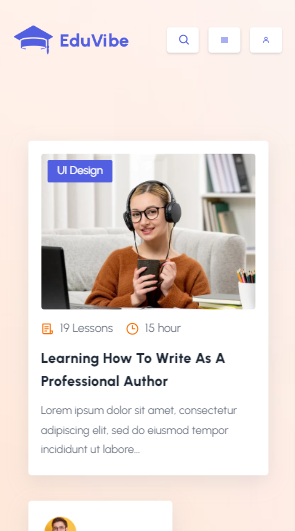 EduVibe
UI Design
19 Lessons 15 hour
Learning How To Write As A
Professional Author
Lorem ipsum dolor sit amet, consectetur
adipiscing elit, sed do eiusmod tempor
incididunt ut labore...